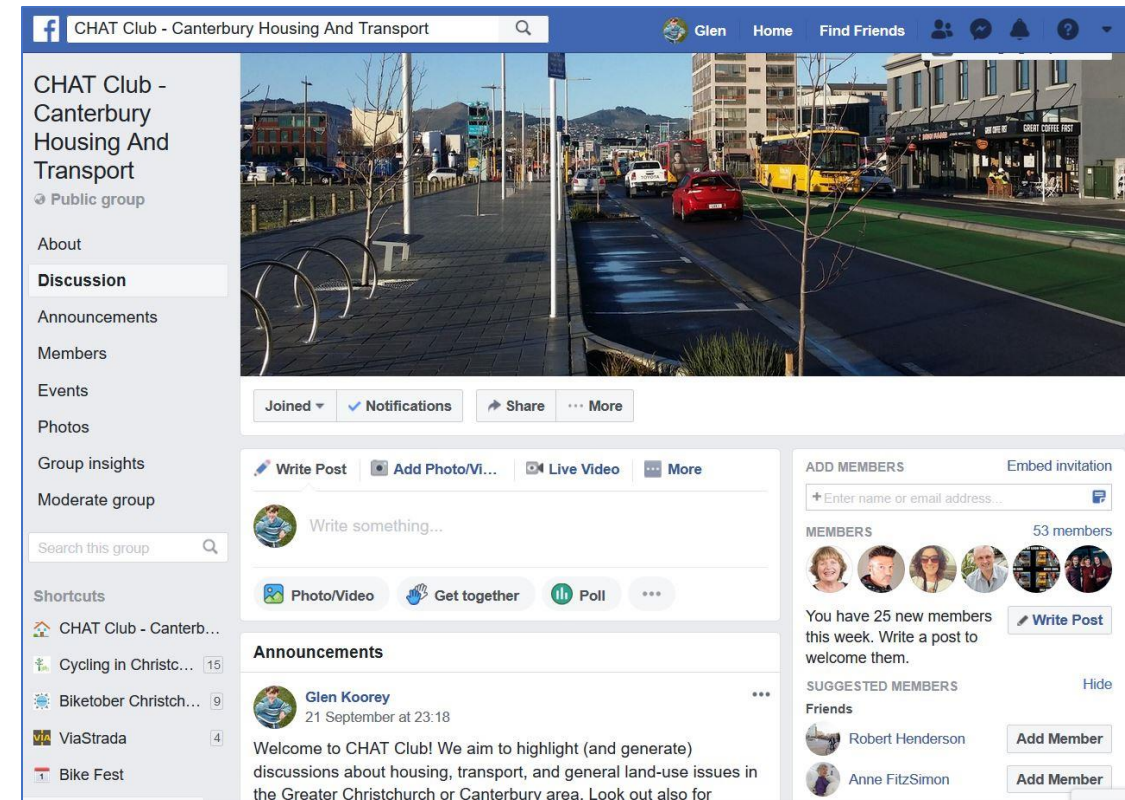 CHAT Club - Canterbury Housing And Transport
Glen
Home
Find Friends
CHAT Club -
Canterbury
Housing And
Transport
Public group
About
Discussion
Announcements
Members
Events
Photos
Group insights
Moderate group
Search this group
Shortcuts
CHAT Club - Canterb...
Cycling in Christc... 15
Biketober Christch... 9
ViaStrada 4
Bike Fest
GREAT COFFEE FAST
TOYOTA
Joined
Notifications
Share
More
Write Post
Add Photo/Vi...
Live Video
More
Write something...
Photo/Video
Get together
Poll
Announcements
Glen Koorey
21 September at 23:18
Welcome to CHAT Club! We aim to highlight (and generate)
discussions about housing, transport, and general land-use issues in
the Greater Christchurch or Canterbury area. Look out also for
ADD MEMBERS
Embed invitation
Enter name or email address...
MEMBERS
53 members
You have 25 new members
this week. Write a post to
welcome them.
Write Post
SUGGESTED MEMBERS
Hide
Friends
Robert Henderson
Add Member
Anne FitzSimon
Add Member